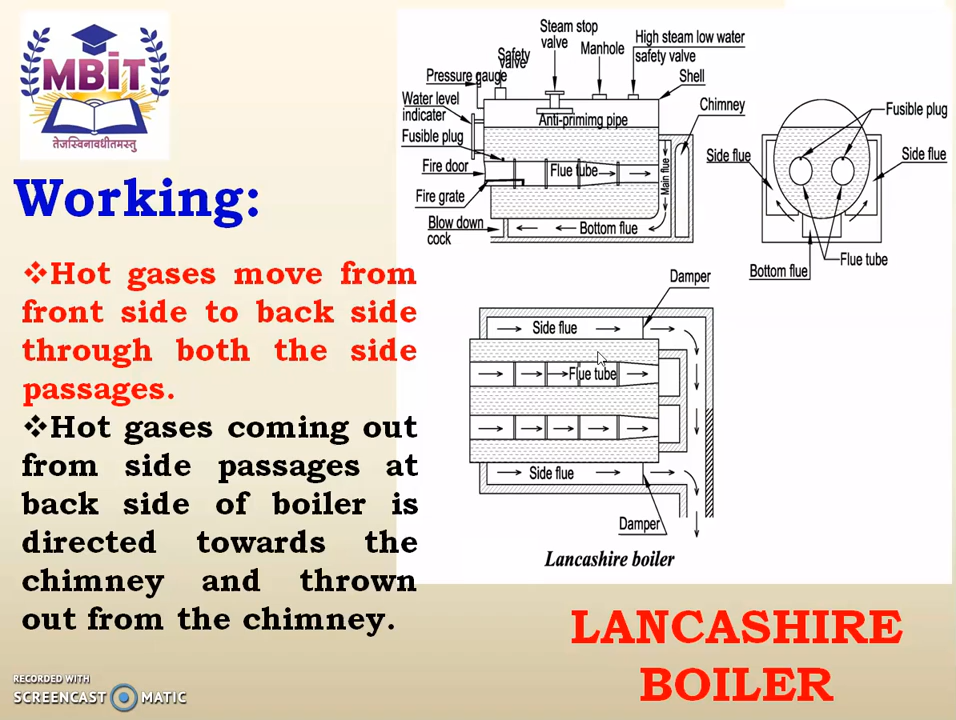 MBIT
तेजस्विनावधीतमस्तु
Working:
❖Hot gases move from
front side to back side
through both the side
passages.
❖Hot gases coming out
from side passages at
back side of boiler is
directed towards the
chimney and thrown
out from the chimney.
Steam stop
valve
Manhole
High steam low water
safety valve
Safety
valve
Pressure gauge
Shell
Water level
indicater
Chimney
Anti-primimg pipe
Fusible plug
Fire door
Flue tube
Main flue
Fire grate
Blow down
cock
Bottom flue
Fusible plug
Side flue
Side flue
Flue tube
Bottom flue
Damper
Side flue
Flue tube
Side flue
Damper
Lancashire boiler
LANCASHIRE
BOILER
RECORDED WITH
SCREENCAST MATIC